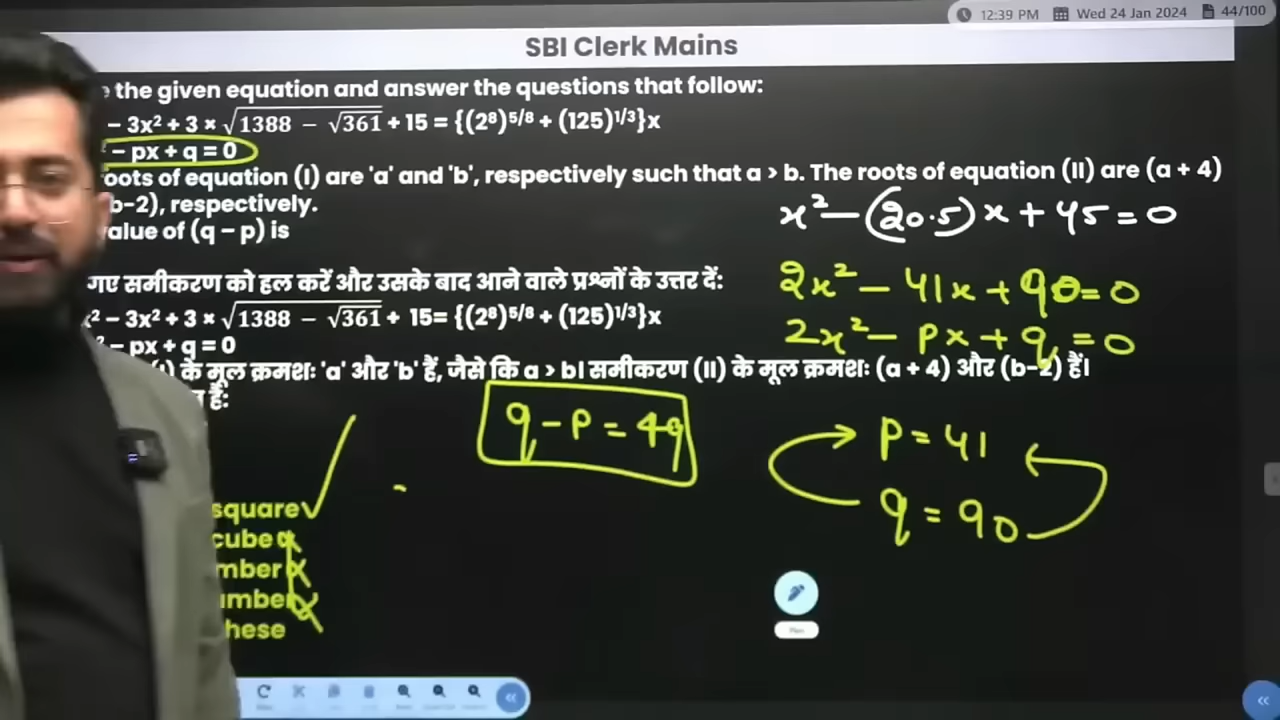 12:39 PM Wed 24 Jan 2024 44/100
SBI Clerk Mains
the given equation and answer the questions that follow:
– 3x² + 3 × √1388 – √361 + 15 = {(2⁸)⁵/⁸ + (125)¹/³}x
– px + q = 0
oots of equation (I) are 'a' and 'b', respectively such that a > b. The roots of equation (II) are (a + 4)
b-2), respectively.
alue of (q – p) is
x² – (20.5)x + 45 = 0
गए समीकरण को हल करें और उसके बाद आने वाले प्रश्नों के उत्तर दें:
2x² – 41x + 90 = 0
x² – 3x² + 3 × √1388 – √361 + 15= {(2⁸)⁵/⁸ + (125)¹/³}x
– px + q = 0
2x² – px + q = 0
के मूल क्रमशः 'a' और 'b' हैं, जैसे कि a > b। समीकरण (II) के मूल क्रमशः (a + 4) और (b-2) हैं।
हैं:
q – p = 49
p = 41
q = 90
square
cube
mber
umber
hese